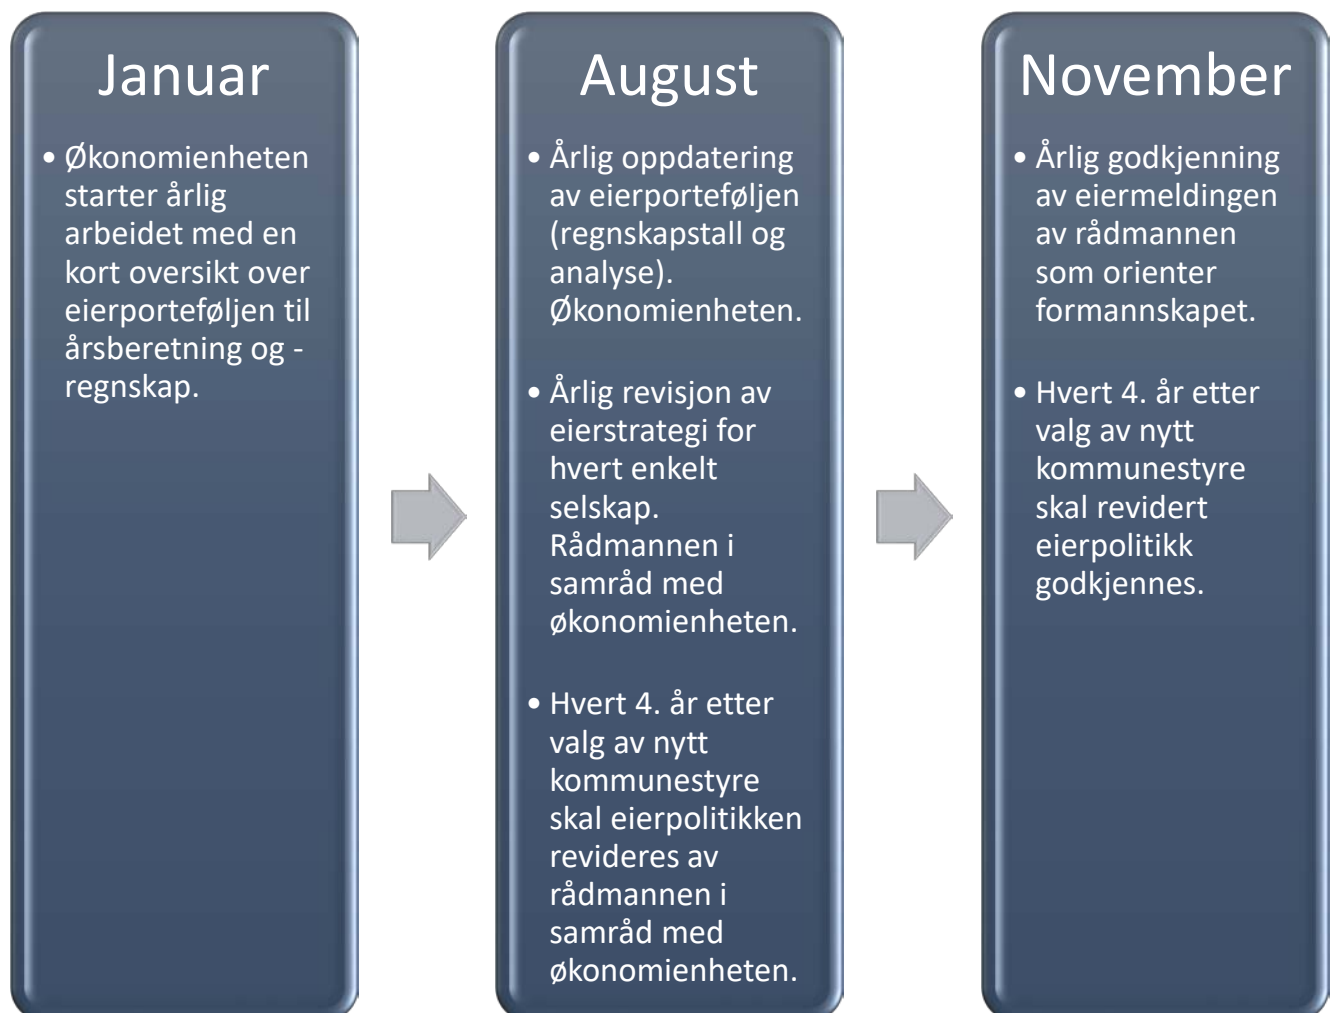 Januar
• Økonomienheten
starter årlig
arbeidet med en
kort oversikt over
eierporteføljen til
årsberetning og -
regnskap.
August
• Årlig oppdatering
av eierporteføljen
(regnskapstall og
analyse).
Økonomienheten.
• Årlig revisjon av
eierstrategi for
hvert enkelt
selskap.
Rådmannen i
samråd med
økonomienheten.
• Hvert 4. år etter
valg av nytt
kommunestyre
skal eierpolitikken
revideres av
rådmannen i
samråd med
økonomienheten.
November
• Årlig godkjenning
av eiermeldingen
av rådmannen
som orienter
formannskapet.
• Hvert 4. år etter
valg av nytt
kommunestyre
skal revidert
eierpolitikk
godkjennes.